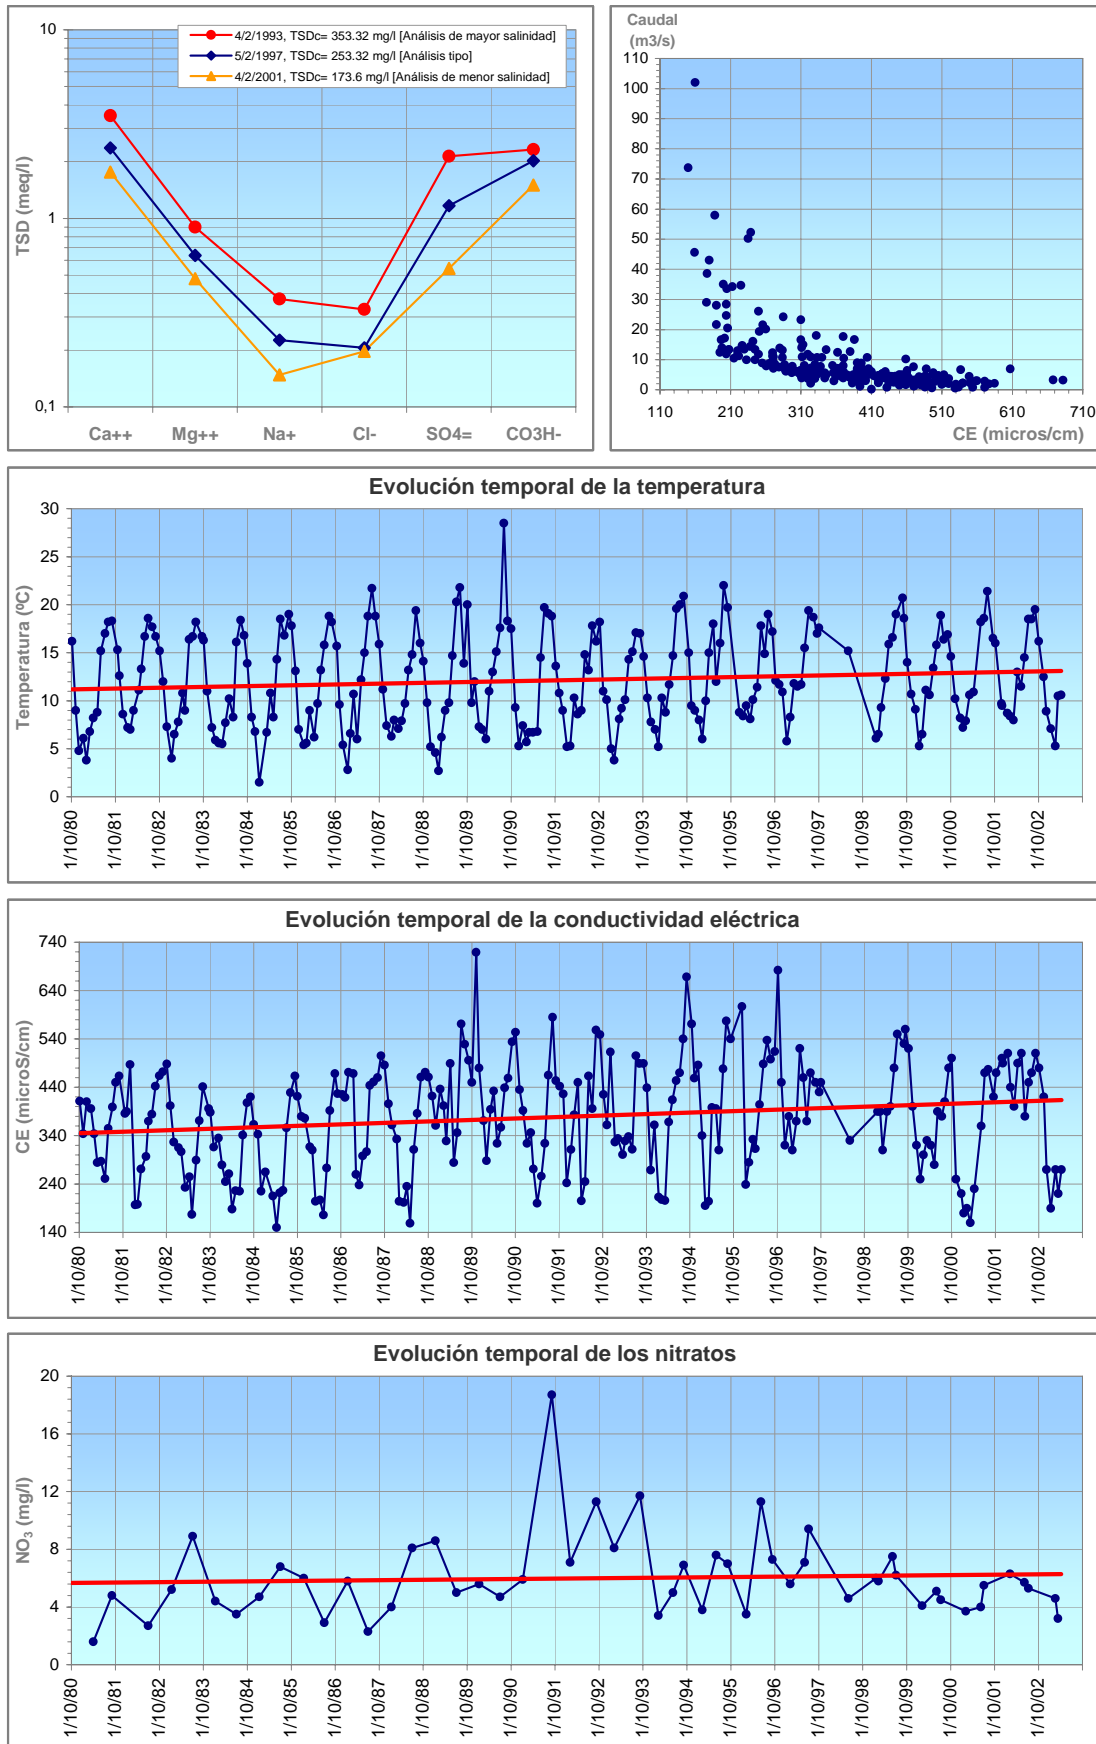 10
1
0,1
TSD (meq/l)
4/2/1993, TSDc= 353.32 mg/l [Análisis de mayor salinidad]
5/2/1997, TSDc= 253.32 mg/l [Análisis tipo]
4/2/2001, TSDc= 173.6 mg/l [Análisis de menor salinidad]
Ca++ Mg++ Na+ Cl- SO4= CO3H-
Caudal
(m3/s)
110
100
90
80
70
60
50
40
30
20
10
0
110 210 310 410 510 610 710
CE (micros/cm)
Evolución temporal de la temperatura
Temperatura (ºC)
30
25
20
15
10
5
0
1/10/80 1/10/81 1/10/82 1/10/83 1/10/84 1/10/85 1/10/86 1/10/87 1/10/88 1/10/89 1/10/90 1/10/91 1/10/92 1/10/93 1/10/94 1/10/95 1/10/96 1/10/97 1/10/98 1/10/99 1/10/00 1/10/01 1/10/02
Evolución temporal de la conductividad eléctrica
CE (microS/cm)
740
640
540
440
340
240
140
1/10/80 1/10/81 1/10/82 1/10/83 1/10/84 1/10/85 1/10/86 1/10/87 1/10/88 1/10/89 1/10/90 1/10/91 1/10/92 1/10/93 1/10/94 1/10/95 1/10/96 1/10/97 1/10/98 1/10/99 1/10/00 1/10/01 1/10/02
Evolución temporal de los nitratos
NO3 (mg/l)
20
16
12
8
4
0
1/10/80 1/10/81 1/10/82 1/10/83 1/10/84 1/10/85 1/10/86 1/10/87 1/10/88 1/10/89 1/10/90 1/10/91 1/10/92 1/10/93 1/10/94 1/10/95 1/10/96 1/10/97 1/10/98 1/10/99 1/10/00 1/10/01 1/10/02